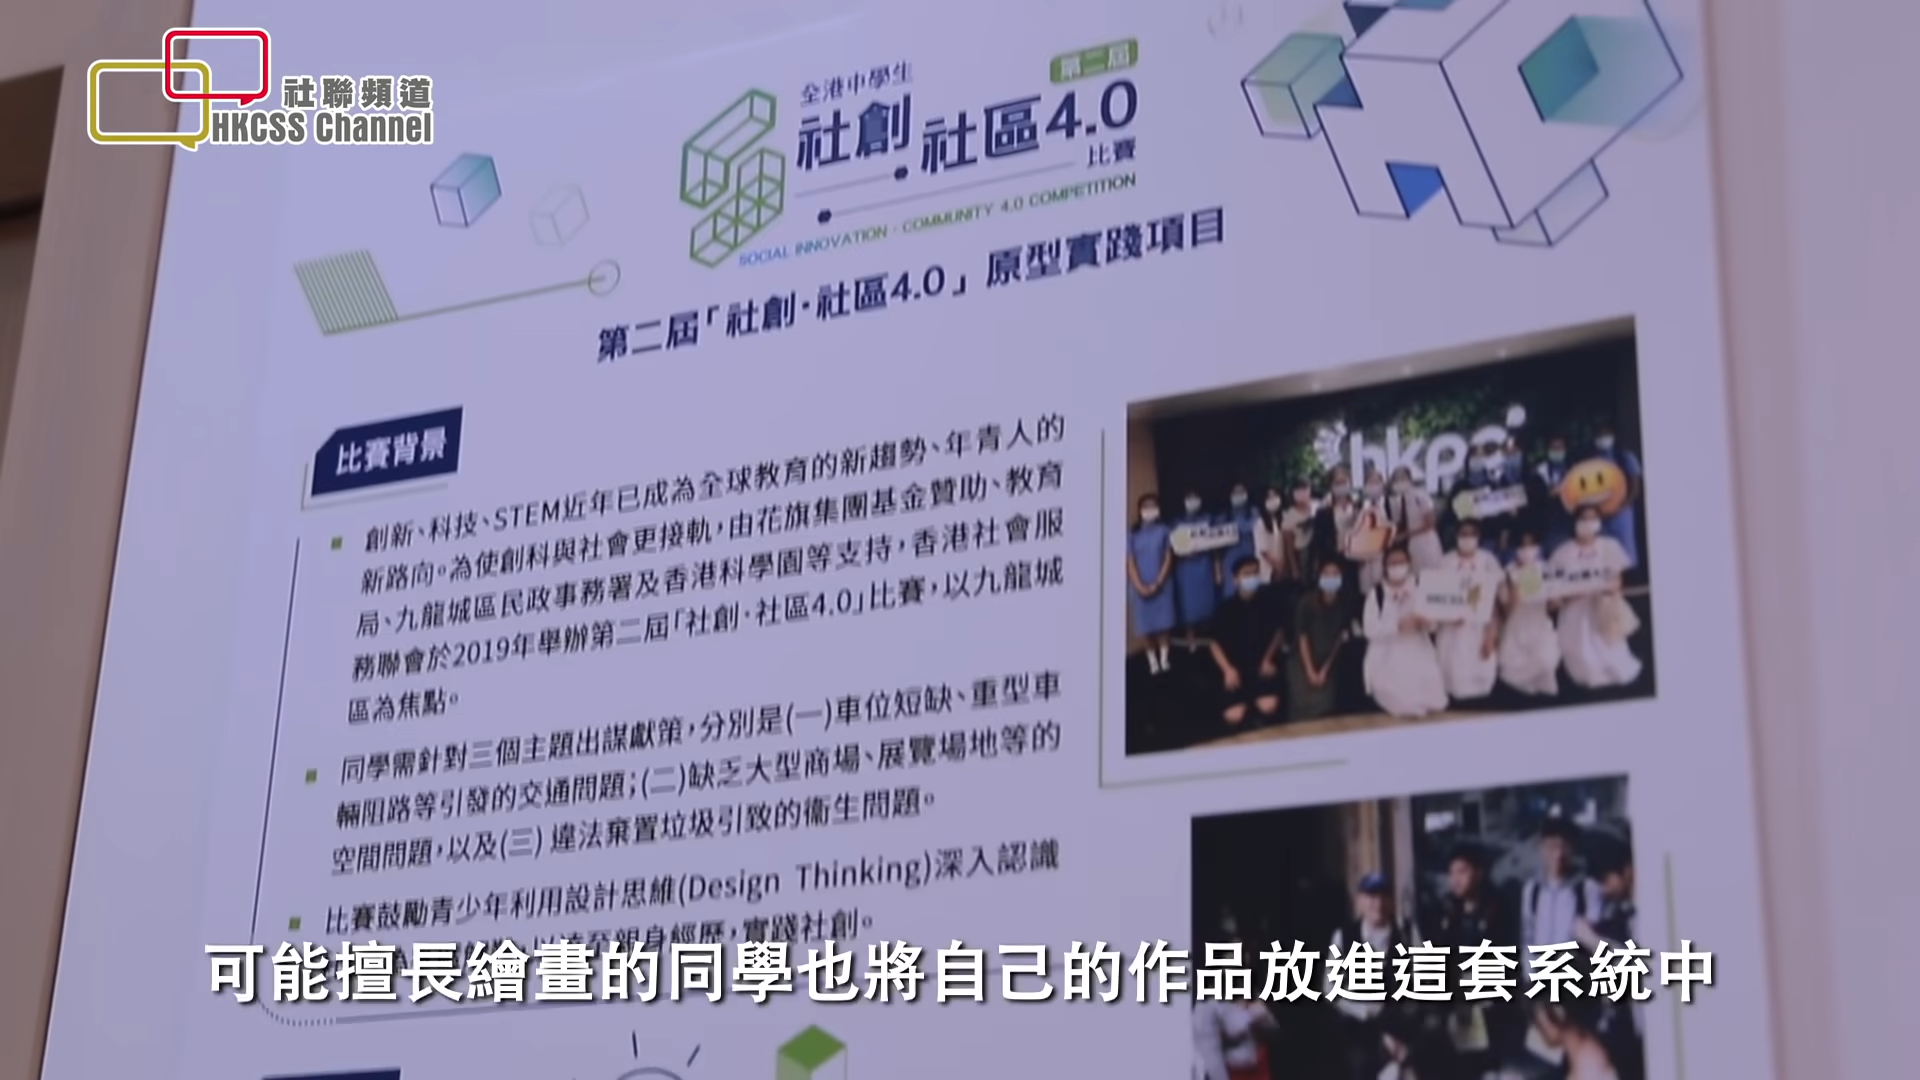 社聯頻道
HKCSS Channel
第二屆
全港中學生
社創 社區4.0
比賽
SOCIAL INNOVATION · COMMUNITY 4.0 COMPETITION
第二屆「社創·社區4.0」原型實踐項目
比賽背景
創新、科技、STEM近年已成為全球教育的新趨勢、年青人的
新路向。為使創科與社會更接軌，由花旗集團基金贊助、教育
局、九龍城區民政事務署及香港科學園等支持，香港社會服
務聯會於2019年舉辦第二屆「社創·社區4.0」比賽，以九龍城
區為焦點。
同學需針對三個主題出謀獻策，分別是(一)車位短缺、重型車
輛阻路等引發的交通問題；(二)缺乏大型商場、展覽場地等的
空間問題，以及(三) 違法棄置垃圾引致的衞生問題。
比賽鼓勵青少年利用設計思維(Design Thinking)深入認識
親身經歷，實踐社創。
hkpc
可能擅長繪畫的同學也將自己的作品放進這套系統中